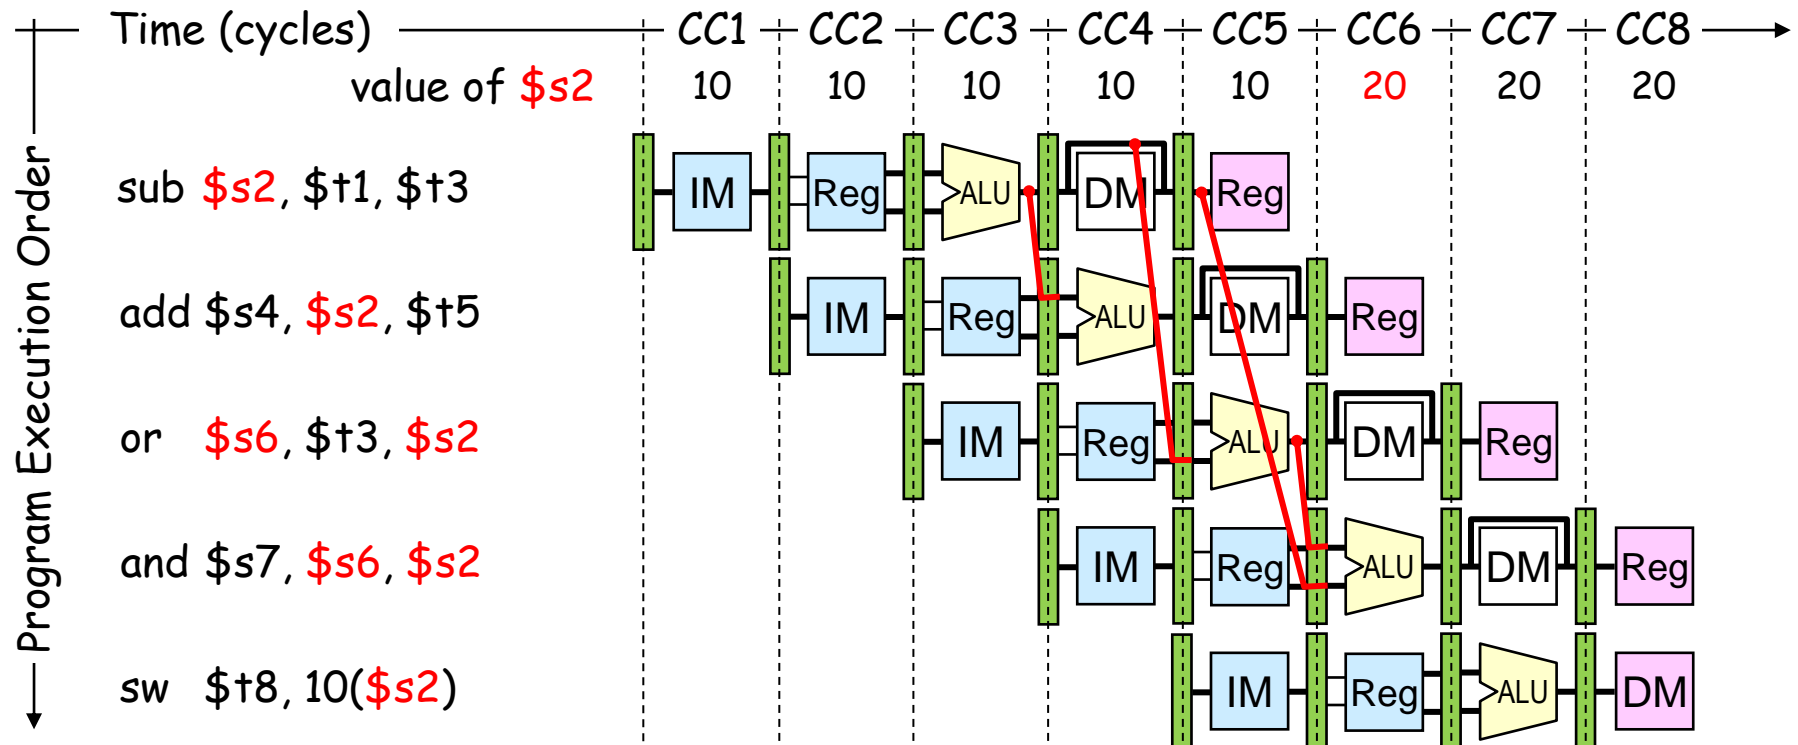 Time (cycles) CC1 CC2 CC3 CC4 CC5 CC6 CC7 CC8
value of $s2 10 10 10 10 10 20 20 20
Program Execution Order
sub $s2, $t1, $t3 IM Reg ALU DM Reg
add $s4, $s2, $t5 IM Reg ALU DM Reg
or $s6, $t3, $s2 IM Reg ALU DM Reg
and $s7, $s6, $s2 IM Reg ALU DM Reg
sw $t8, 10($s2) IM Reg ALU DM